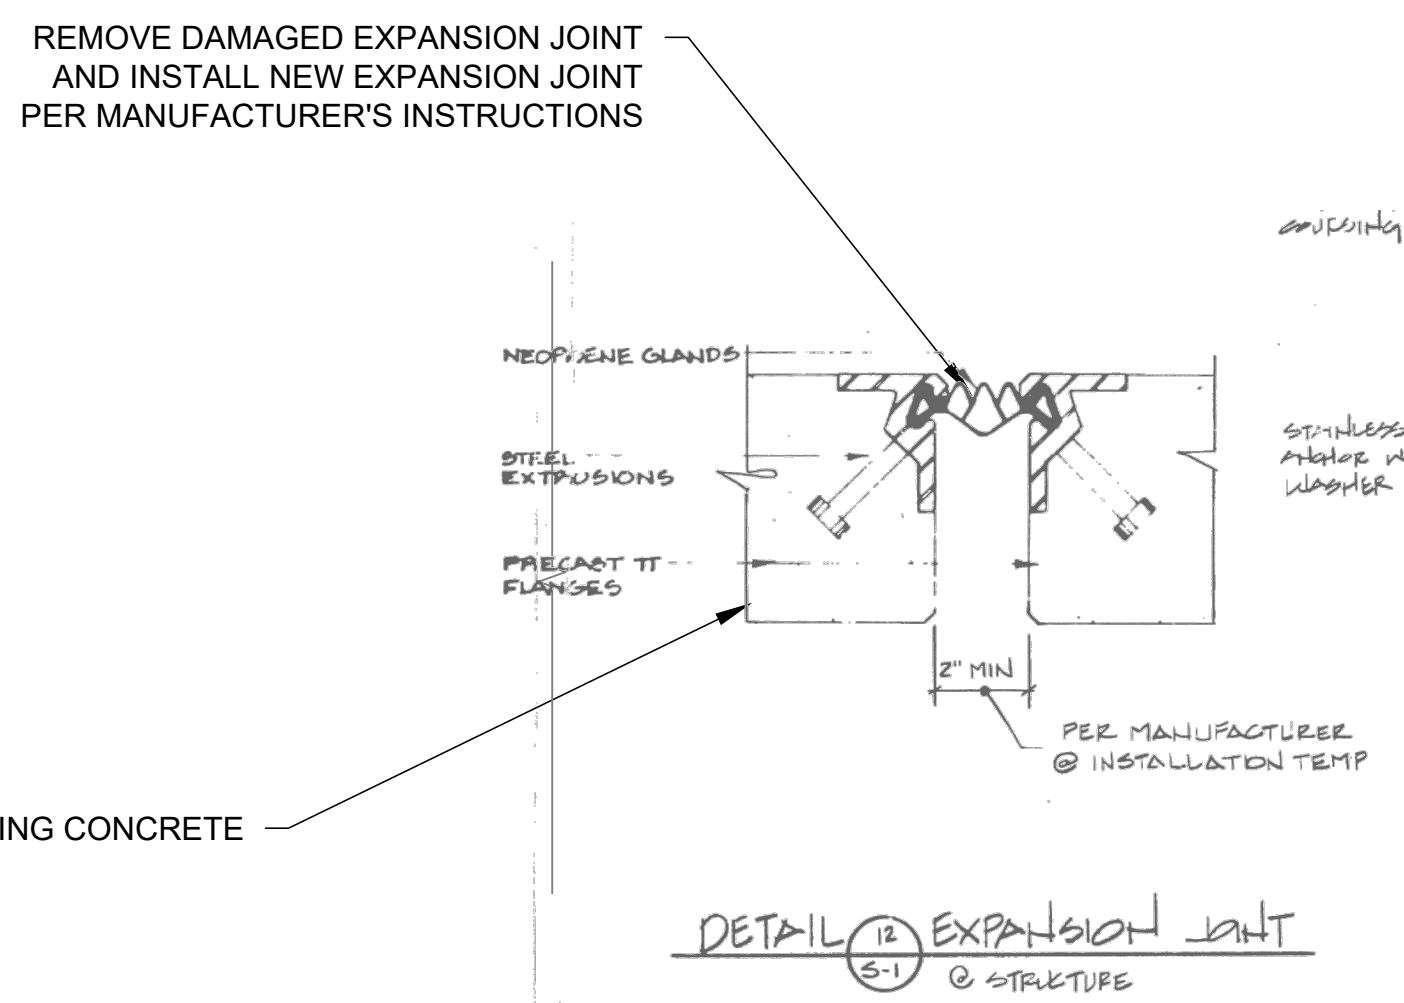 REMOVE DAMAGED EXPANSION JOINT
AND INSTALL NEW EXPANSION JOINT
PER MANUFACTURER'S INSTRUCTIONS
NEOPRENE GLANDS
STEEL
EXTRUSIONS
PRECAST TT
FLANGES
STAINLESS
ANCHOR W
WASHER
2" MIN
PER MANUFACTURER
@ INSTALLATION TEMP
ING CONCRETE
DETAIL 12 EXPANSION JOINT
S-1 @ STRUCTURE